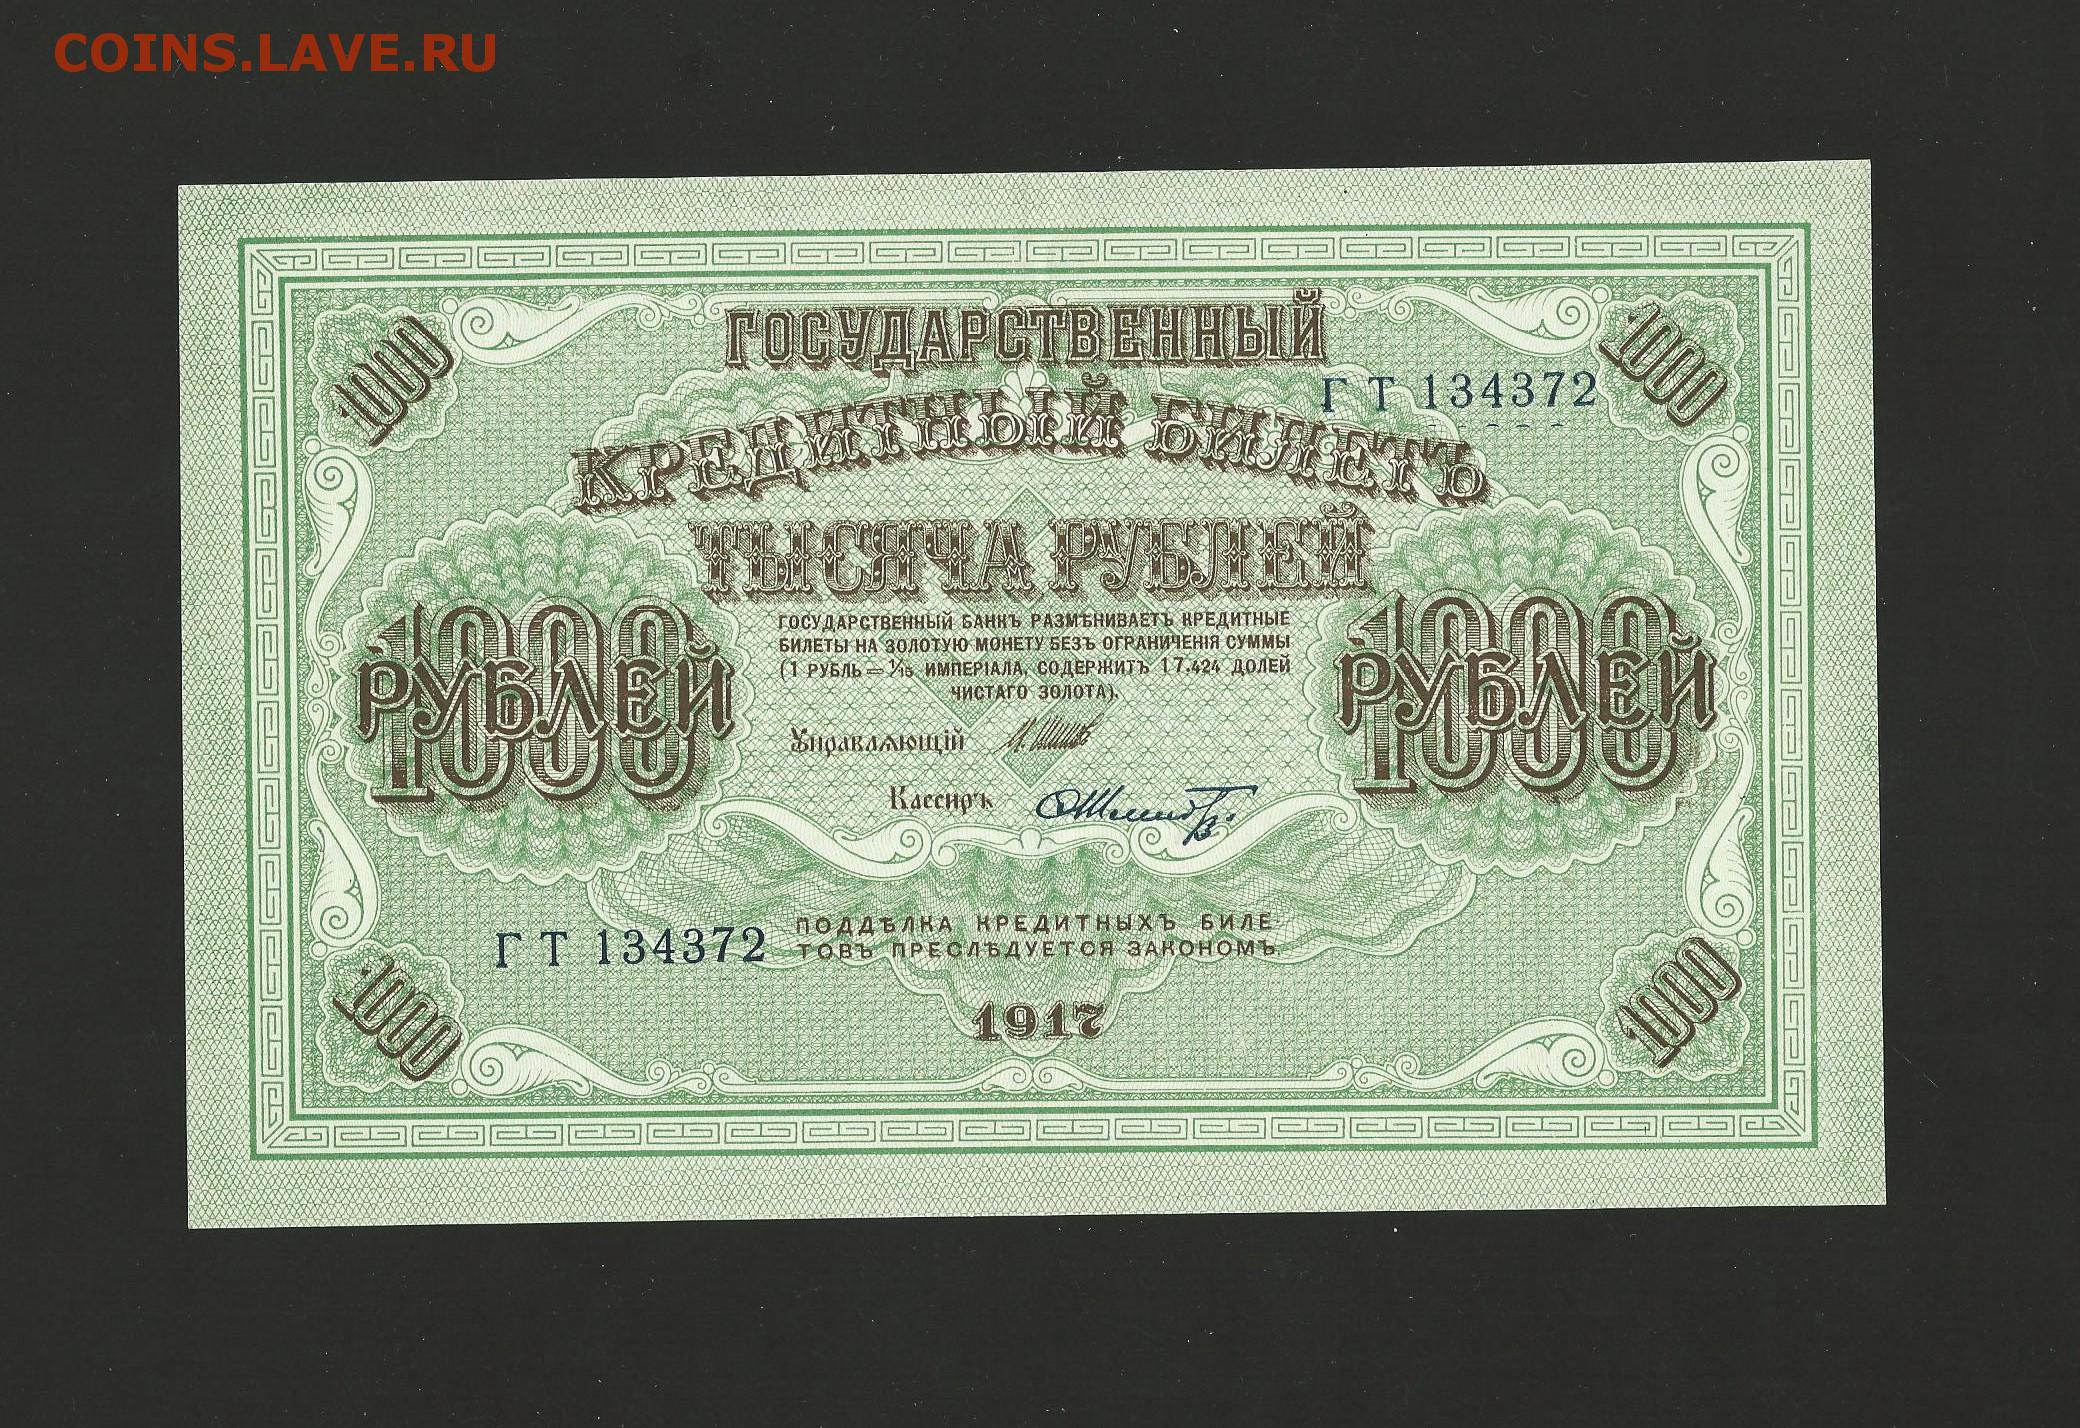 COINS.LAVE.RU
1000
ГОСУДАРСТВЕННЫЙ
1000
ГТ 134372
КРЕДИТНЫЙ БИЛЕТЪ
ТЫСЯЧА РУБЛЕЙ
1000
РУБЛЕЙ
ГОСУДАРСТВЕННЫЙ БАНКЪ РАЗМѢНИВАЕТЪ КРЕДИТНЫЕ
БИЛЕТЫ НА ЗОЛОТУЮ МОНЕТУ БЕЗЪ ОГРАНИЧЕНІЯ СУММЫ
(1 РУБЛЬ = 1/15 ИМПЕРІАЛА, СОДЕРЖИТЪ 17.424 ДОЛЕЙ
ЧИСТАГО ЗОЛОТА).
1000
РУБЛЕЙ
Управляющій
Кассиръ
ГТ 134372
ПОДДѢЛКА КРЕДИТНЫХЪ БИЛЕ-
ТОВЪ ПРЕСЛѢДУЕТСЯ ЗАКОНОМЪ.
1000
1917
1000